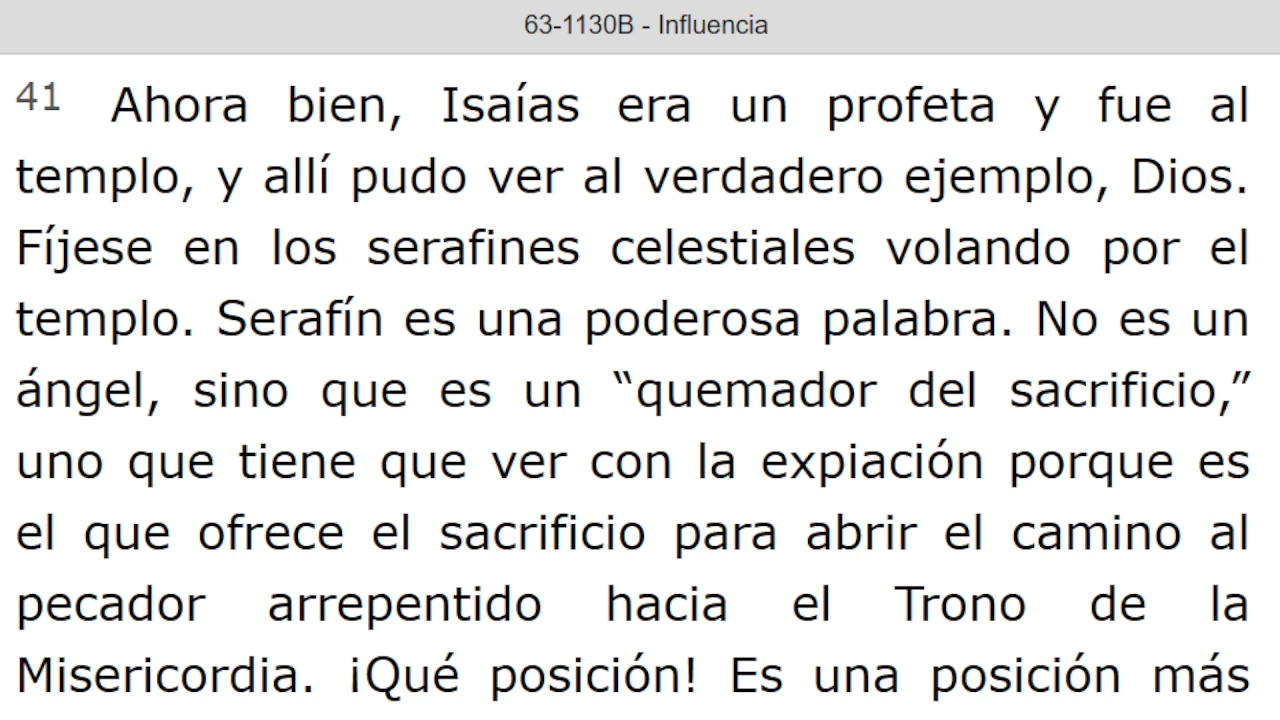 63-1130B - Influencia
41 Ahora bien, Isaías era un profeta y fue al
templo, y allí pudo ver al verdadero ejemplo, Dios.
Fíjese en los serafines celestiales volando por el
templo. Serafín es una poderosa palabra. No es un
ángel, sino que es un “quemador del sacrificio,”
uno que tiene que ver con la expiación porque es
el que ofrece el sacrificio para abrir el camino al
pecador arrepentido hacia el Trono de la
Misericordia. ¡Qué posición! Es una posición más